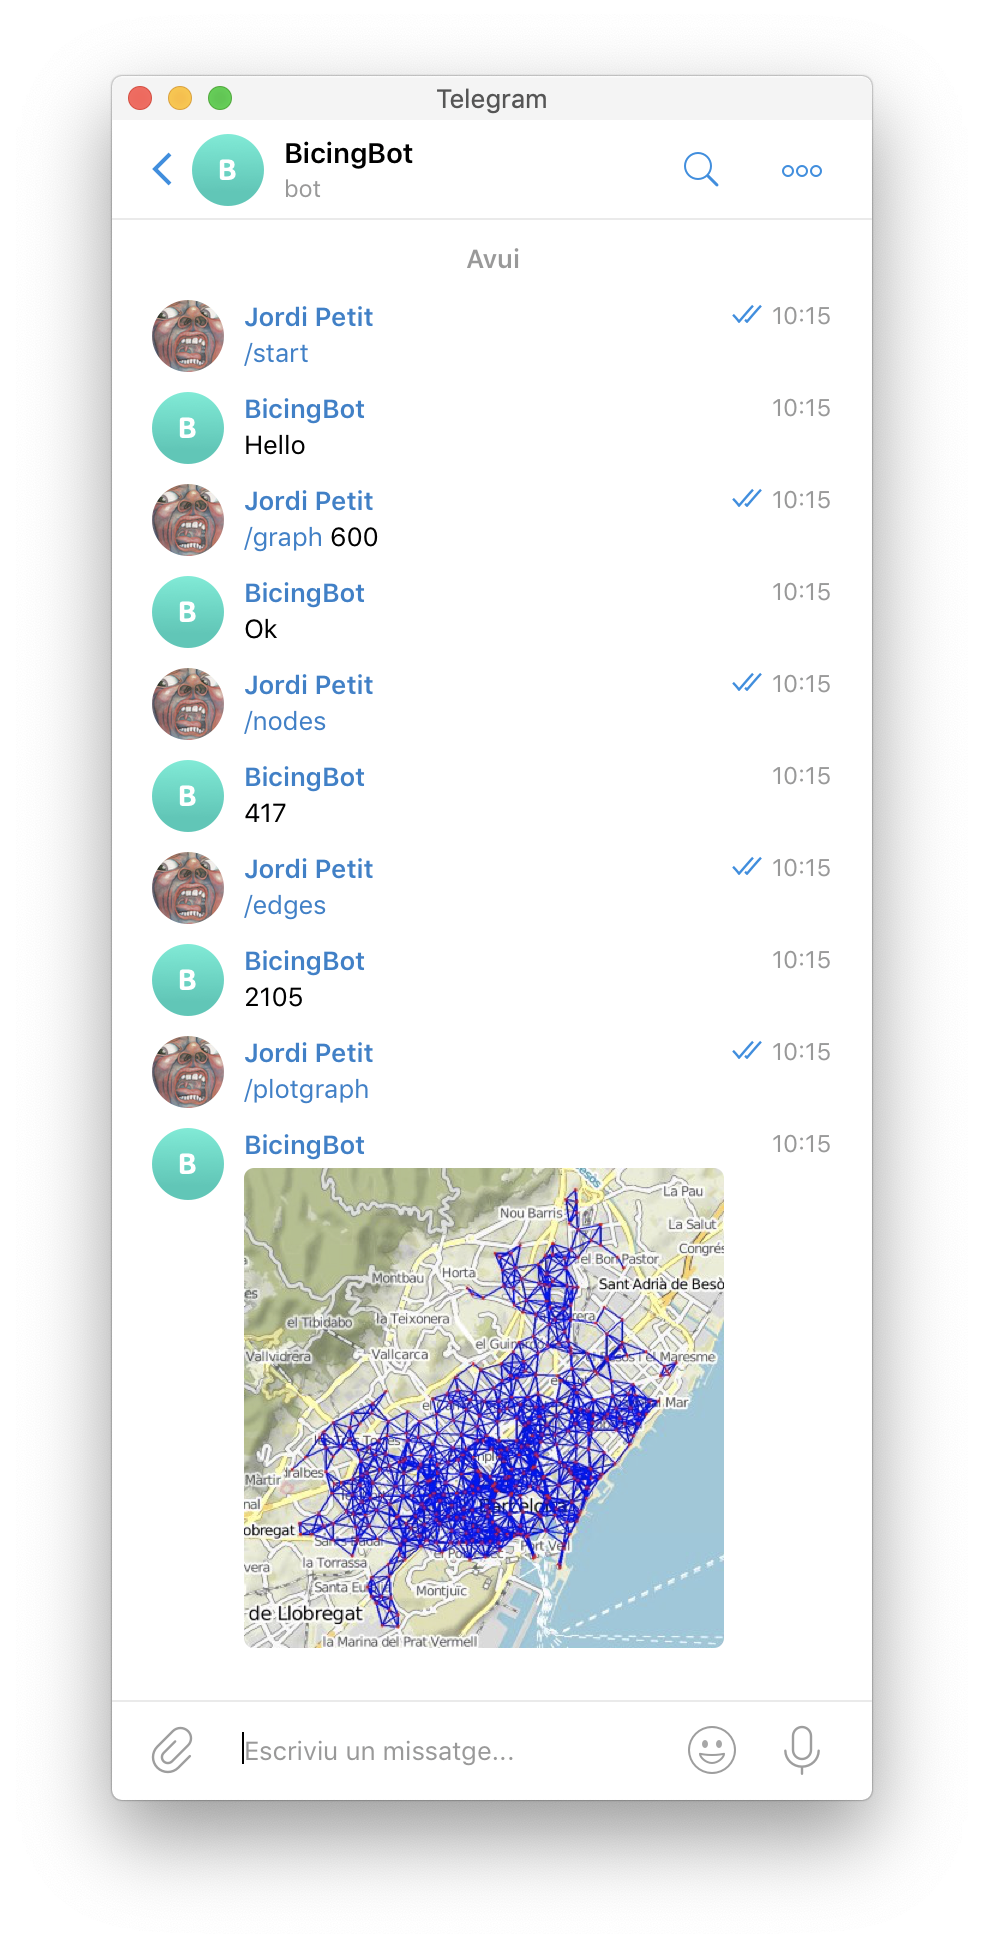 Telegram
B
BicingBot
bot
Avui
Jordi Petit
10:15
/start
B
BicingBot
10:15
Hello
Jordi Petit
10:15
/graph 600
B
BicingBot
10:15
Ok
Jordi Petit
10:15
/nodes
B
BicingBot
10:15
417
Jordi Petit
10:15
/edges
B
BicingBot
10:15
2105
Jordi Petit
10:15
/plotgraph
B
BicingBot
10:15
La Pau
Nou Barris
La Salut
Congrés
el Bon Pastor
Horta
Montbau
Sant Adrià de Besò
la Teixonera
el Tibidabo
Vallcarca
Vallvidrera
el Maresme
Mar
Màrtir
Barcelona
obregat
Port Vell
la Torrassa
Montjuïc
de Llobregat
la Marina del Prat Vermell
Escriviu un missatge...